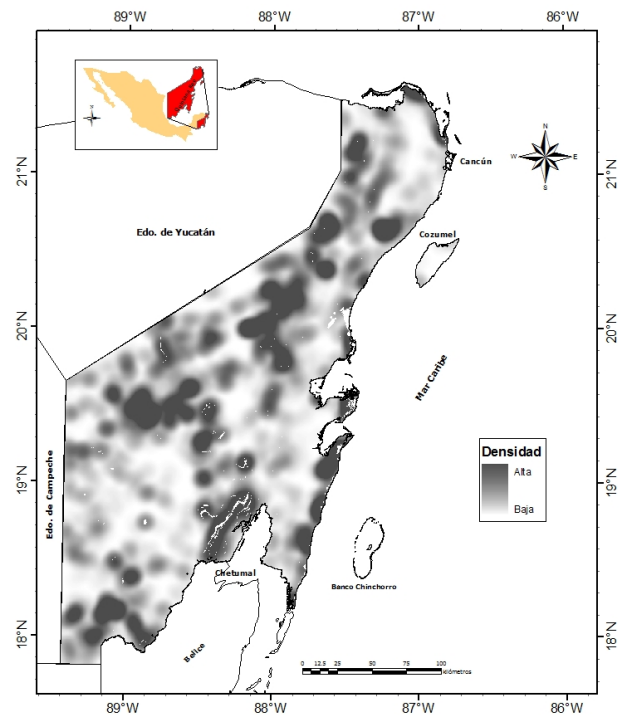 89°W 88°W 87°W 86°W
N
W E
S
21°N 21°N
Cancún
Edo. de Yucatán
Cozumel
20°N 20°N
Mar Caribe
Densidad
Alta
Baja
19°N 19°N
Edo. de Campeche
Chetumal
Banco Chinchorro
Belice
18°N 18°N
0 12.5 25 50 75 100
kilómetros
89°W 88°W 87°W 86°W